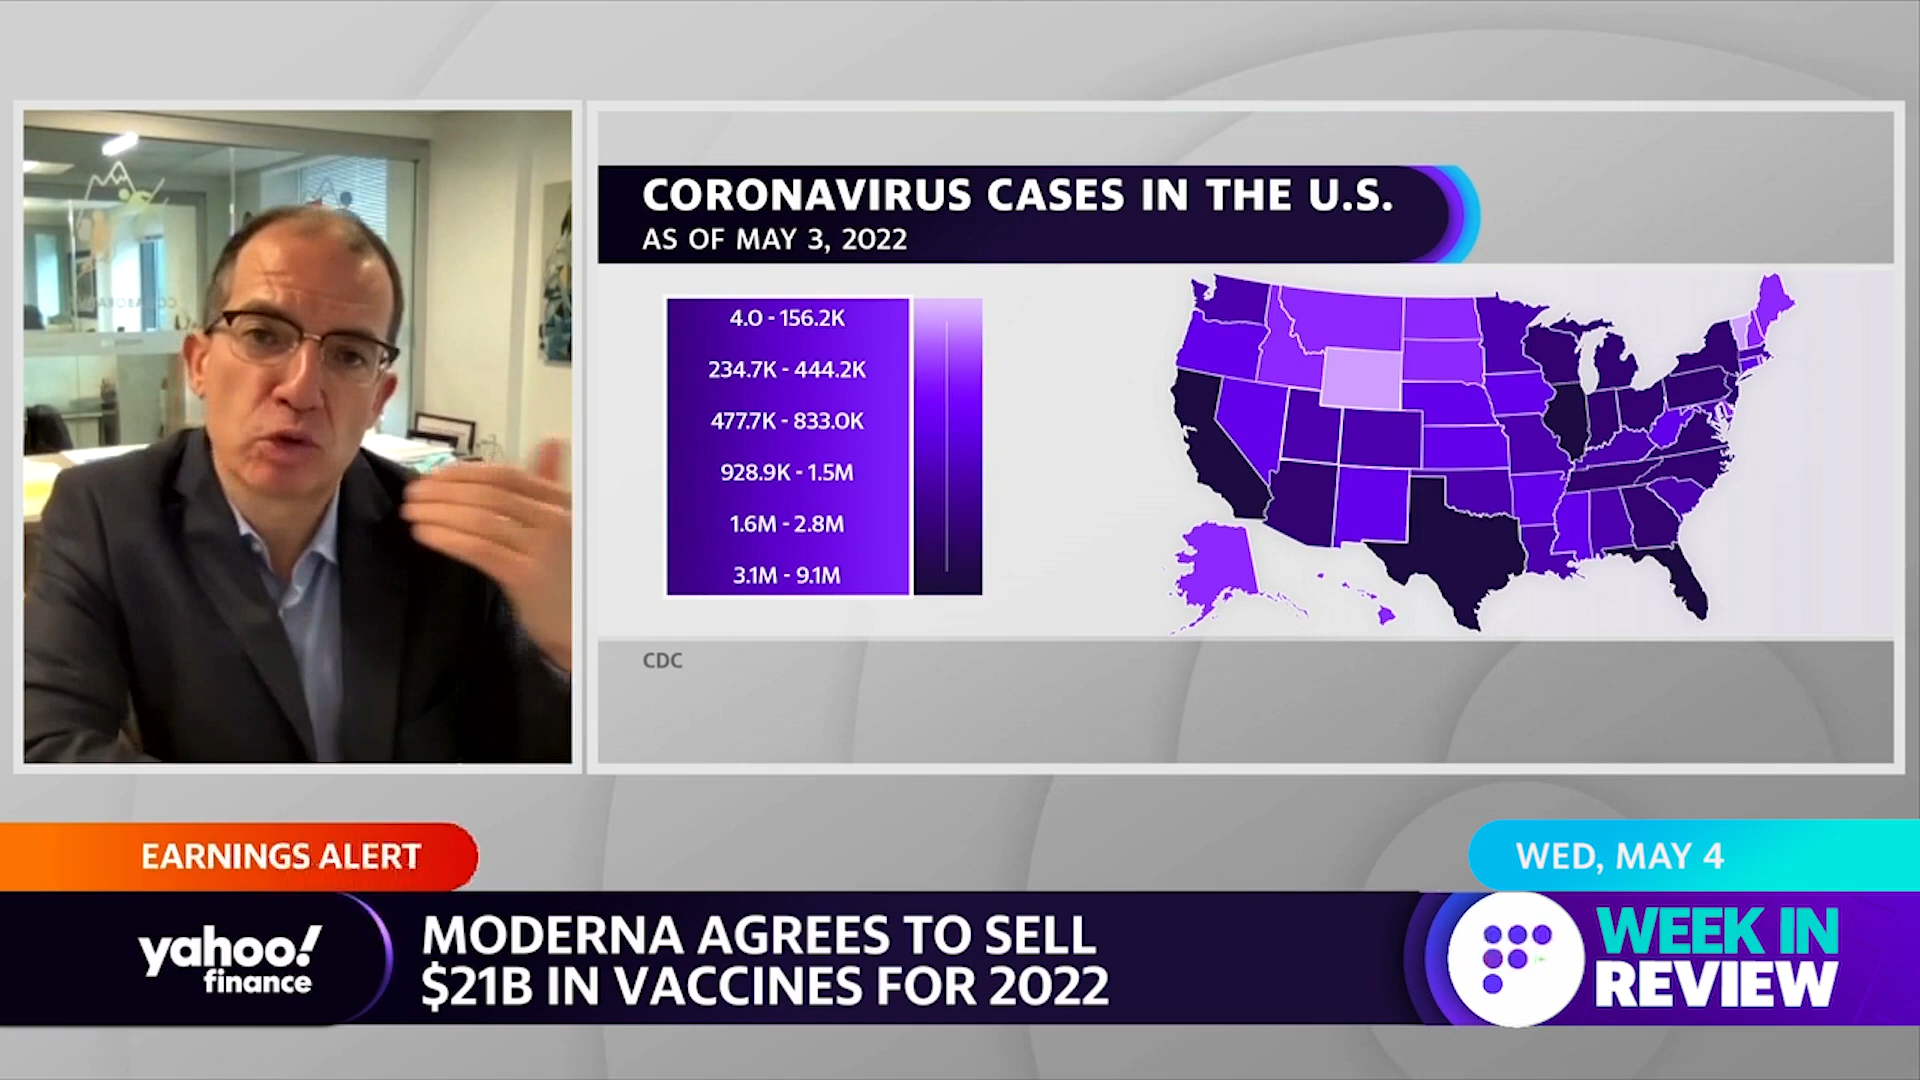 CORONAVIRUS CASES IN THE U.S.
AS OF MAY 3, 2022
4.0 - 156.2K
234.7K - 444.2K
477.7K - 833.0K
928.9K - 1.5M
1.6M - 2.8M
3.1M - 9.1M
CDC
EARNINGS ALERT
WED, MAY 4
yahoo!
finance
MODERNA AGREES TO SELL
$21B IN VACCINES FOR 2022
WEEK IN
REVIEW